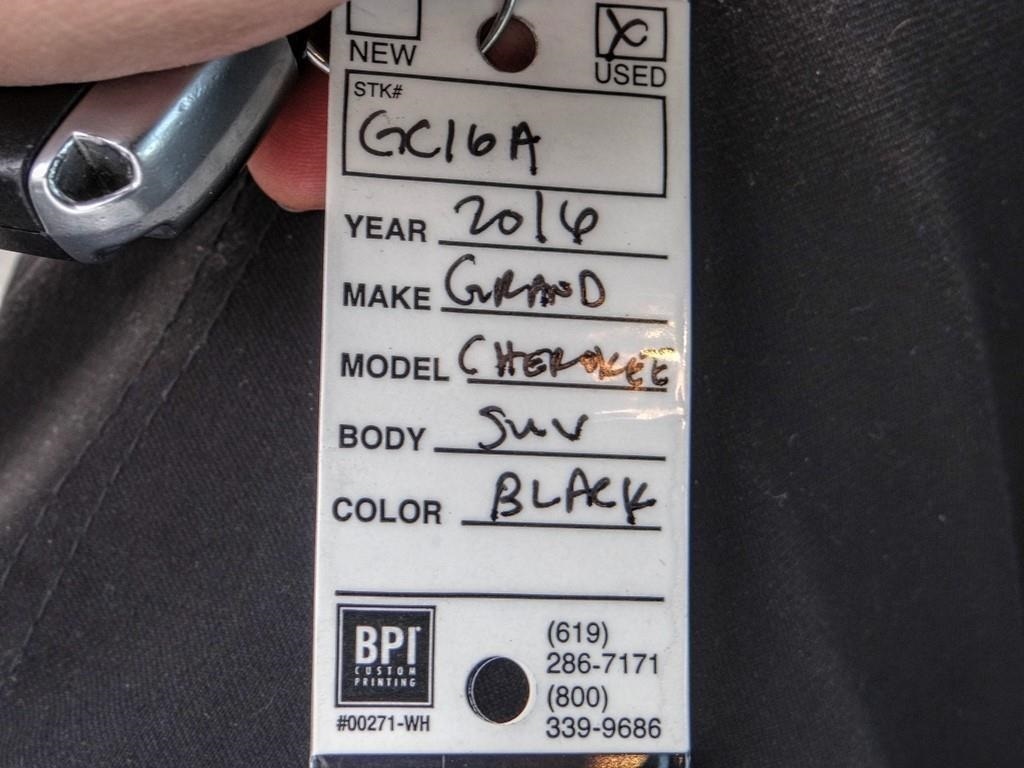 NEW
USED
STK#
GC16A
YEAR 2016
MAKE GRAND
MODEL CHEROKEE
BODY SUV
COLOR BLACK
BPI
CUSTOM
PRINTING
#00271-WH
(619)
286-7171
(800)
339-9686